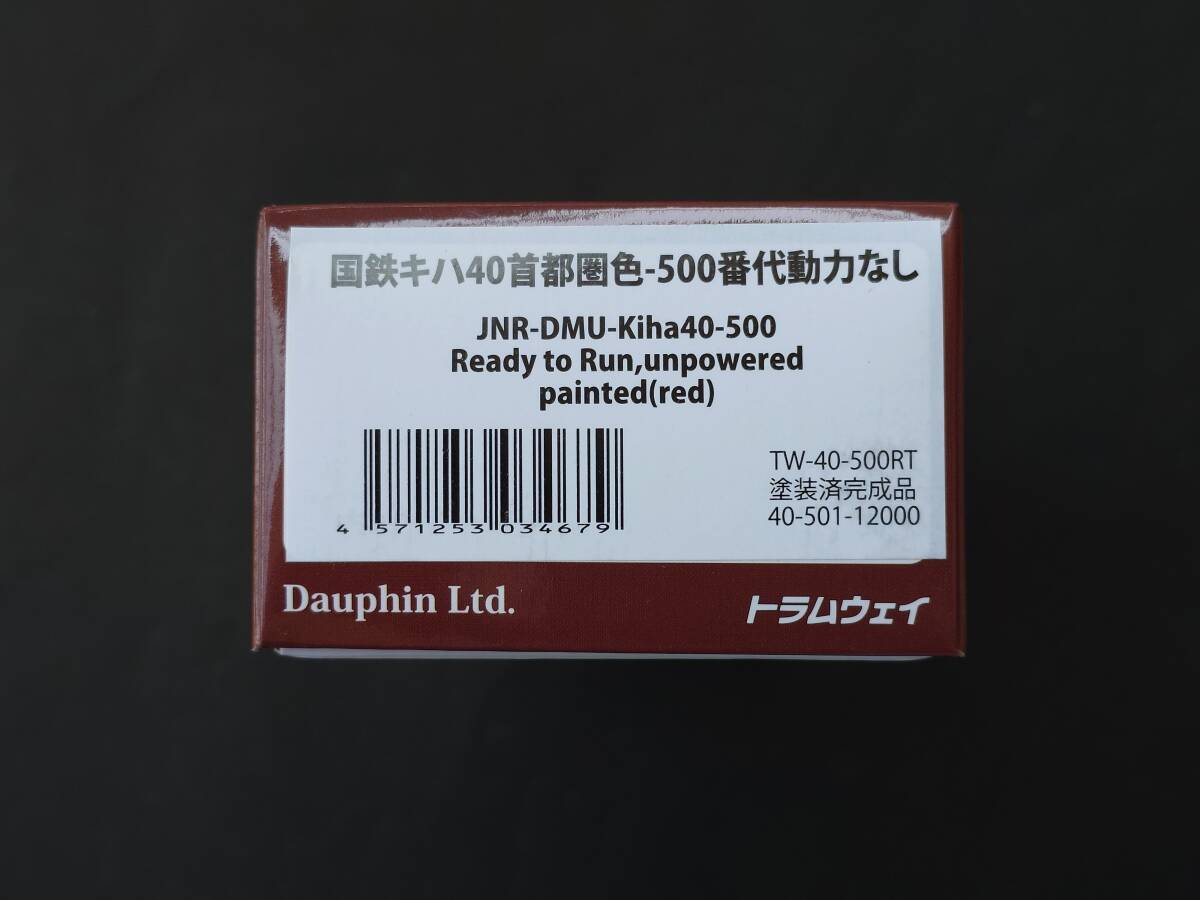 国鉄キハ40首都圏色-500番代動力なし
JNR-DMU-Kiha40-500
Ready to Run,unpowered
painted(red)
4 571253 034679
TW-40-500RT
塗装済完成品
40-501-12000
Dauphin Ltd.
トラムウェイ